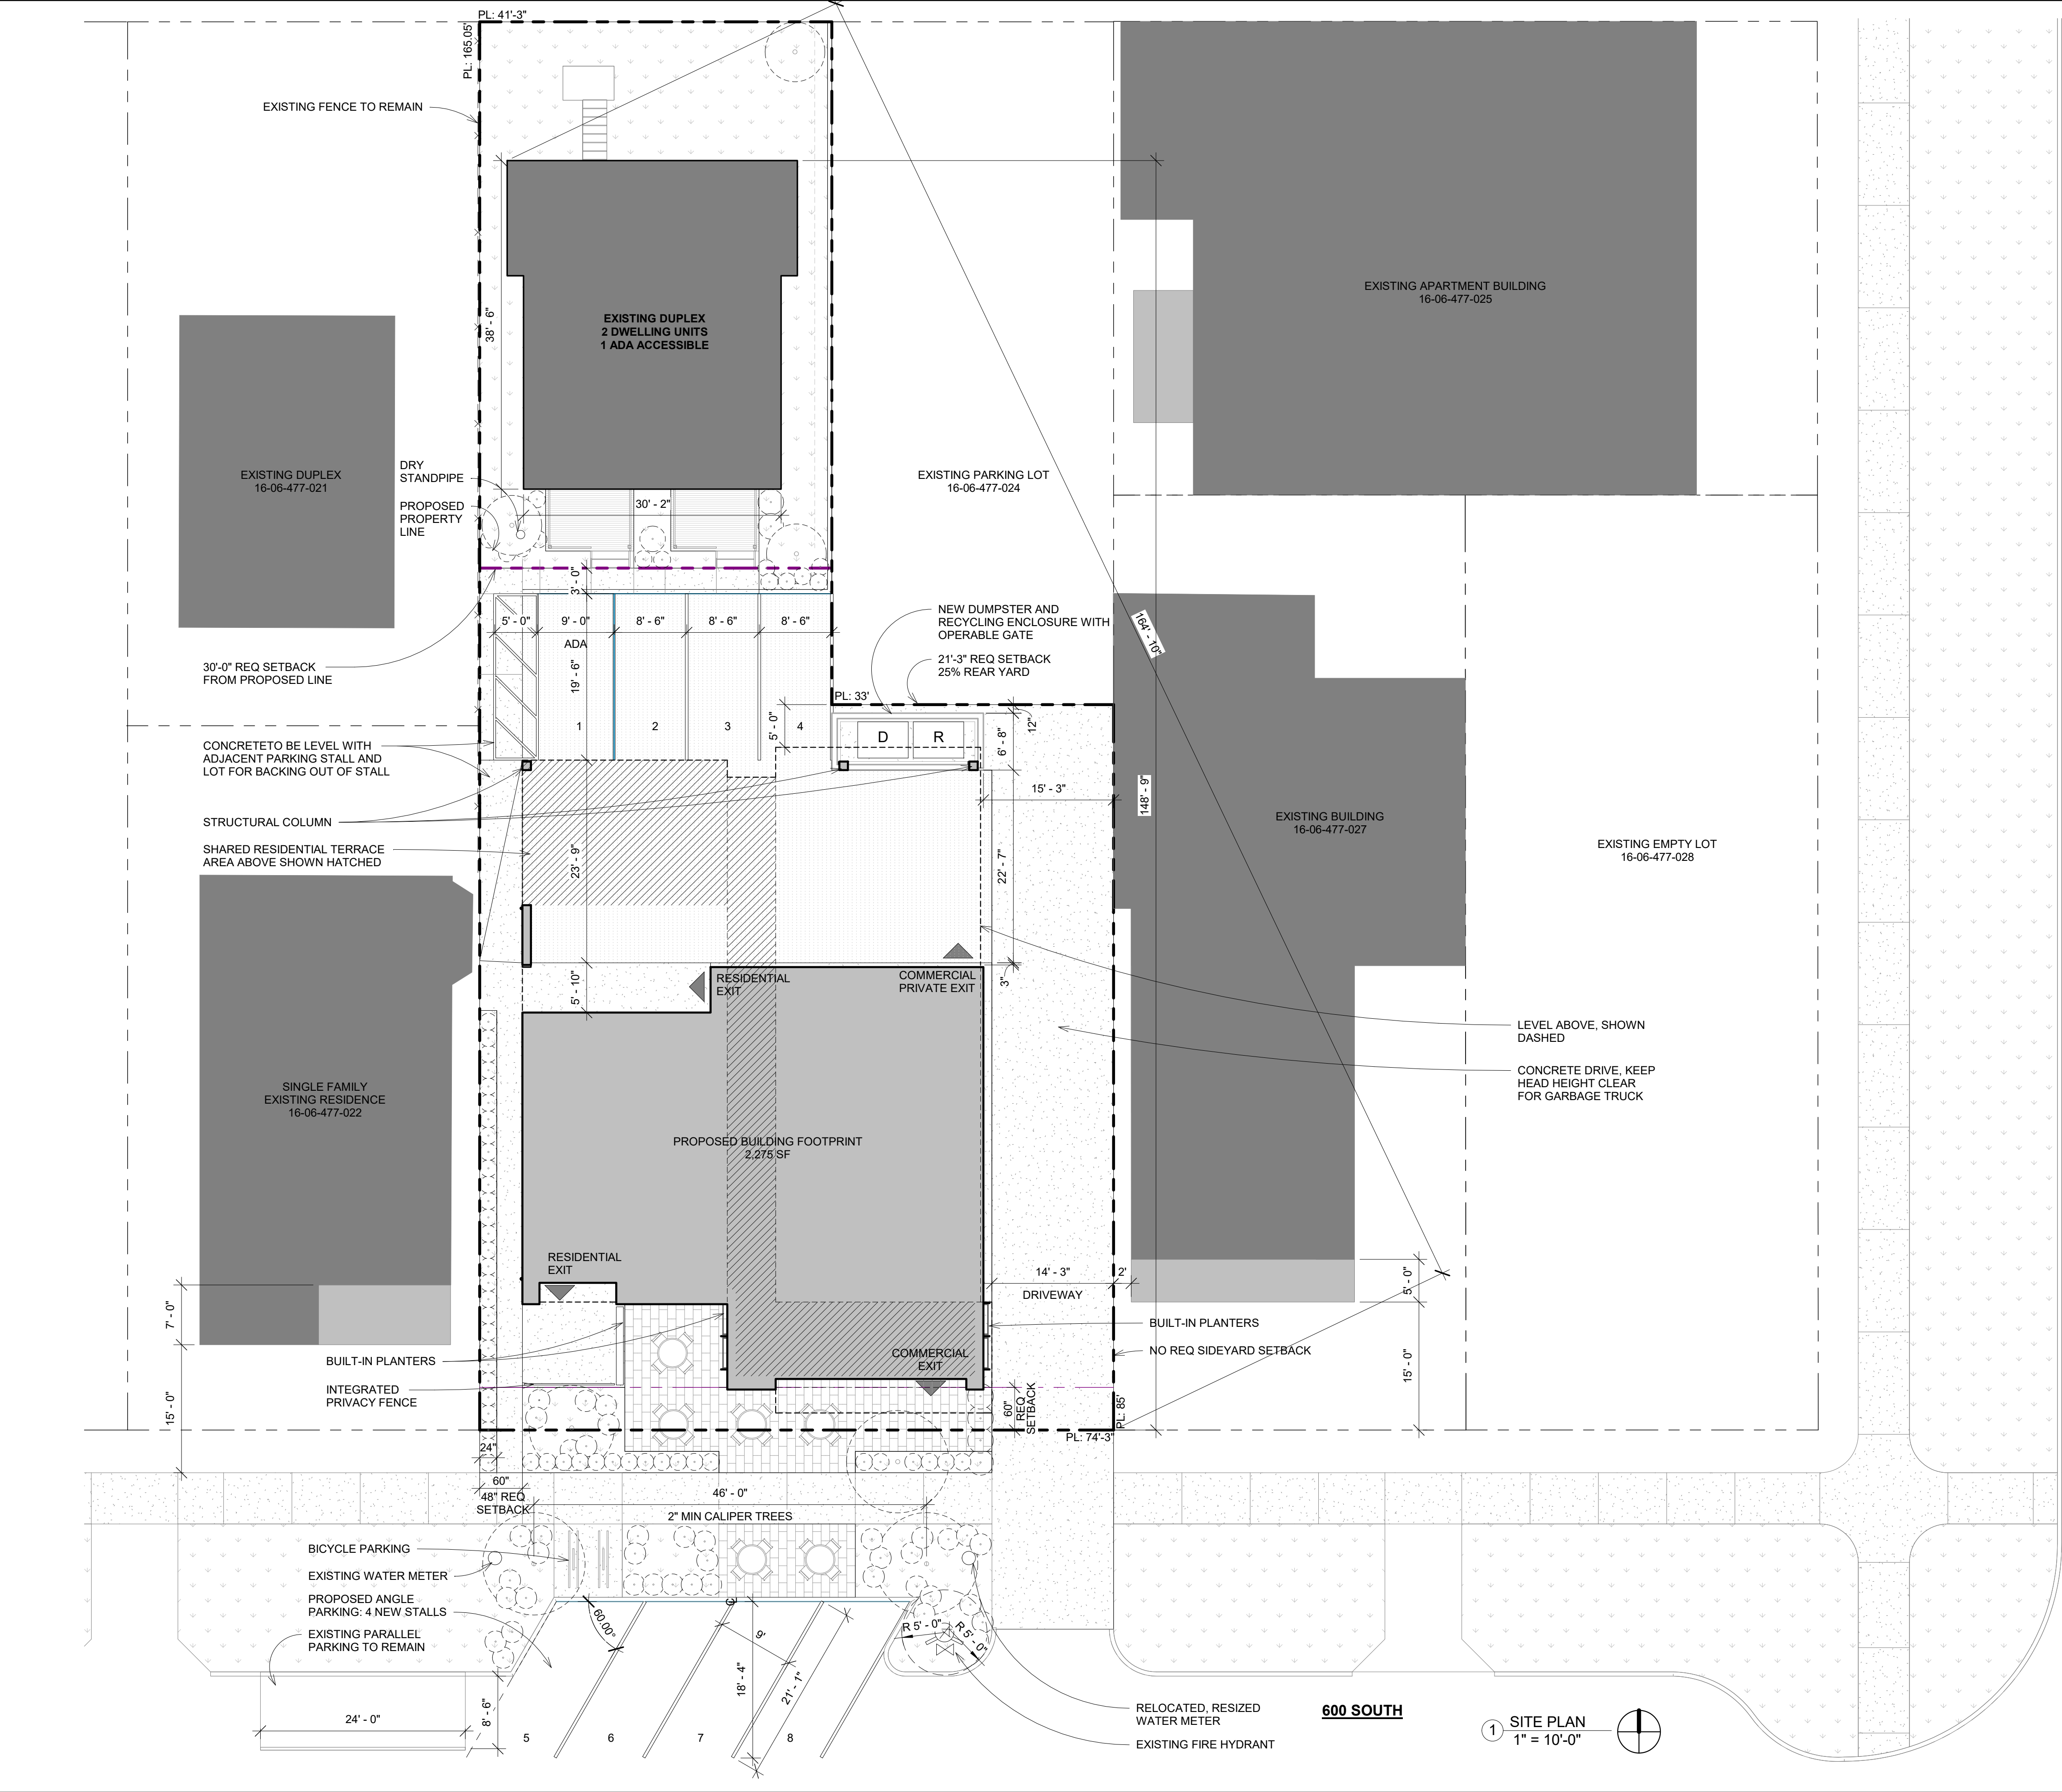 PL: 41'-3"
PL: 165.05'
EXISTING FENCE TO REMAIN
EXISTING APARTMENT BUILDING
16-06-477-025
38' - 6"
EXISTING DUPLEX
2 DWELLING UNITS
1 ADA ACCESSIBLE
EXISTING DUPLEX
16-06-477-021
DRY
STANDPIPE
PROPOSED
PROPERTY
LINE
EXISTING PARKING LOT
16-06-477-024
30' - 2"
3' - 0"
5' - 0"
9' - 0"
8' - 6"
8' - 6"
8' - 6"
ADA
19' - 6"
NEW DUMPSTER AND
RECYCLING ENCLOSURE WITH
OPERABLE GATE
164' - 10"
21'-3" REQ SETBACK
25% REAR YARD
30'-0" REQ SETBACK
FROM PROPOSED LINE
PL: 33'
1
2
3
4
5' - 0"
D
R
12"
6' - 8"
CONCRETETO BE LEVEL WITH
ADJACENT PARKING STALL AND
LOT FOR BACKING OUT OF STALL
15' - 3"
148' - 9"
STRUCTURAL COLUMN
EXISTING BUILDING
16-06-477-027
EXISTING EMPTY LOT
16-06-477-028
SHARED RESIDENTIAL TERRACE
AREA ABOVE SHOWN HATCHED
23' - 9"
22' - 7"
RESIDENTIAL
EXIT
COMMERCIAL
PRIVATE EXIT
3"
5' - 10"
LEVEL ABOVE, SHOWN
DASHED
CONCRETE DRIVE, KEEP
HEAD HEIGHT CLEAR
FOR GARBAGE TRUCK
SINGLE FAMILY
EXISTING RESIDENCE
16-06-477-022
PROPOSED BUILDING FOOTPRINT
2,275 SF
RESIDENTIAL
EXIT
14' - 3"
2'
DRIVEWAY
5' - 0"
7' - 0"
BUILT-IN PLANTERS
NO REQ SIDEYARD SETBACK
COMMERCIAL
EXIT
BUILT-IN PLANTERS
INTEGRATED
PRIVACY FENCE
15' - 0"
15' - 0"
60"
REQ
SETBACK
PL: 85'
PL: 74'-3"
24"
60"
48" REQ
SETBACK
46' - 0"
2" MIN CALIPER TREES
BICYCLE PARKING
EXISTING WATER METER
PROPOSED ANGLE
PARKING: 4 NEW STALLS
EXISTING PARALLEL
PARKING TO REMAIN
60.00°
9'
18' - 4"
21' - 1"
R 5' - 0"
R 5' - 0"
24' - 0"
8' - 6"
5
6
7
8
RELOCATED, RESIZED
WATER METER
EXISTING FIRE HYDRANT
600 SOUTH
1
SITE PLAN
1" = 10'-0"